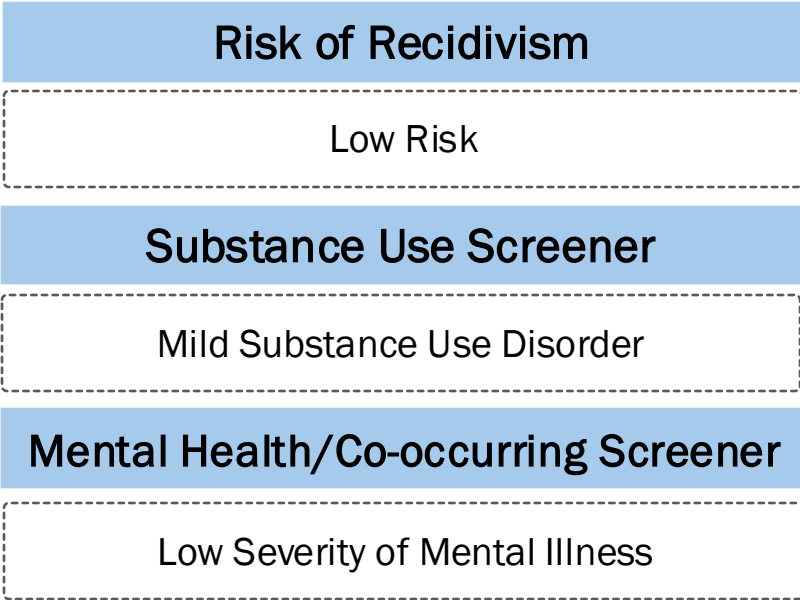 Risk of Recidivism
Low Risk
Substance Use Screener
Mild Substance Use Disorder
Mental Health/Co-occurring Screener
Low Severity of Mental Illness